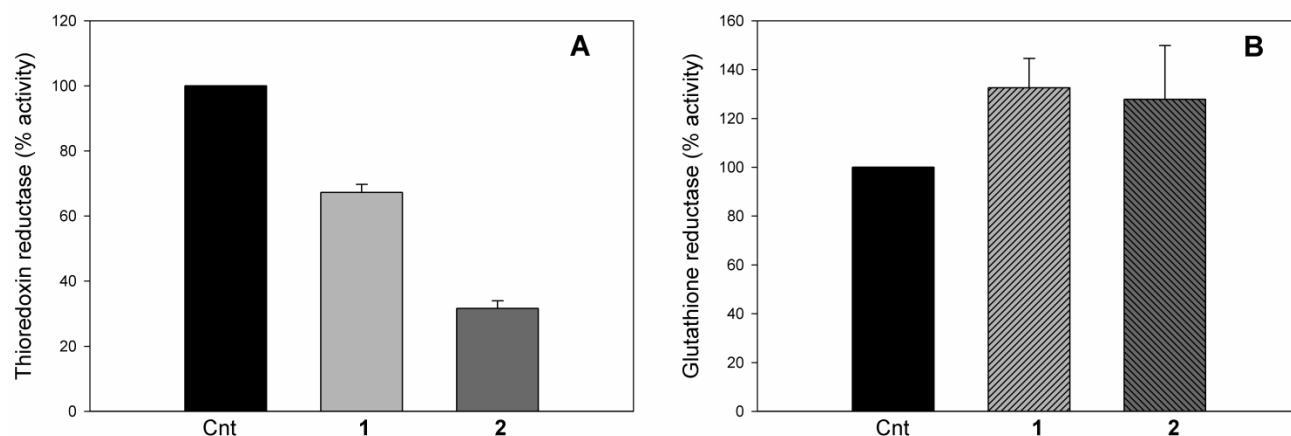 A
Thioredoxin reductase (% activity)
120
100
80
60
40
20
0
Cnt 1 2
B
Glutathione reductase (% activity)
160
140
120
100
80
60
40
20
0
Cnt 1 2